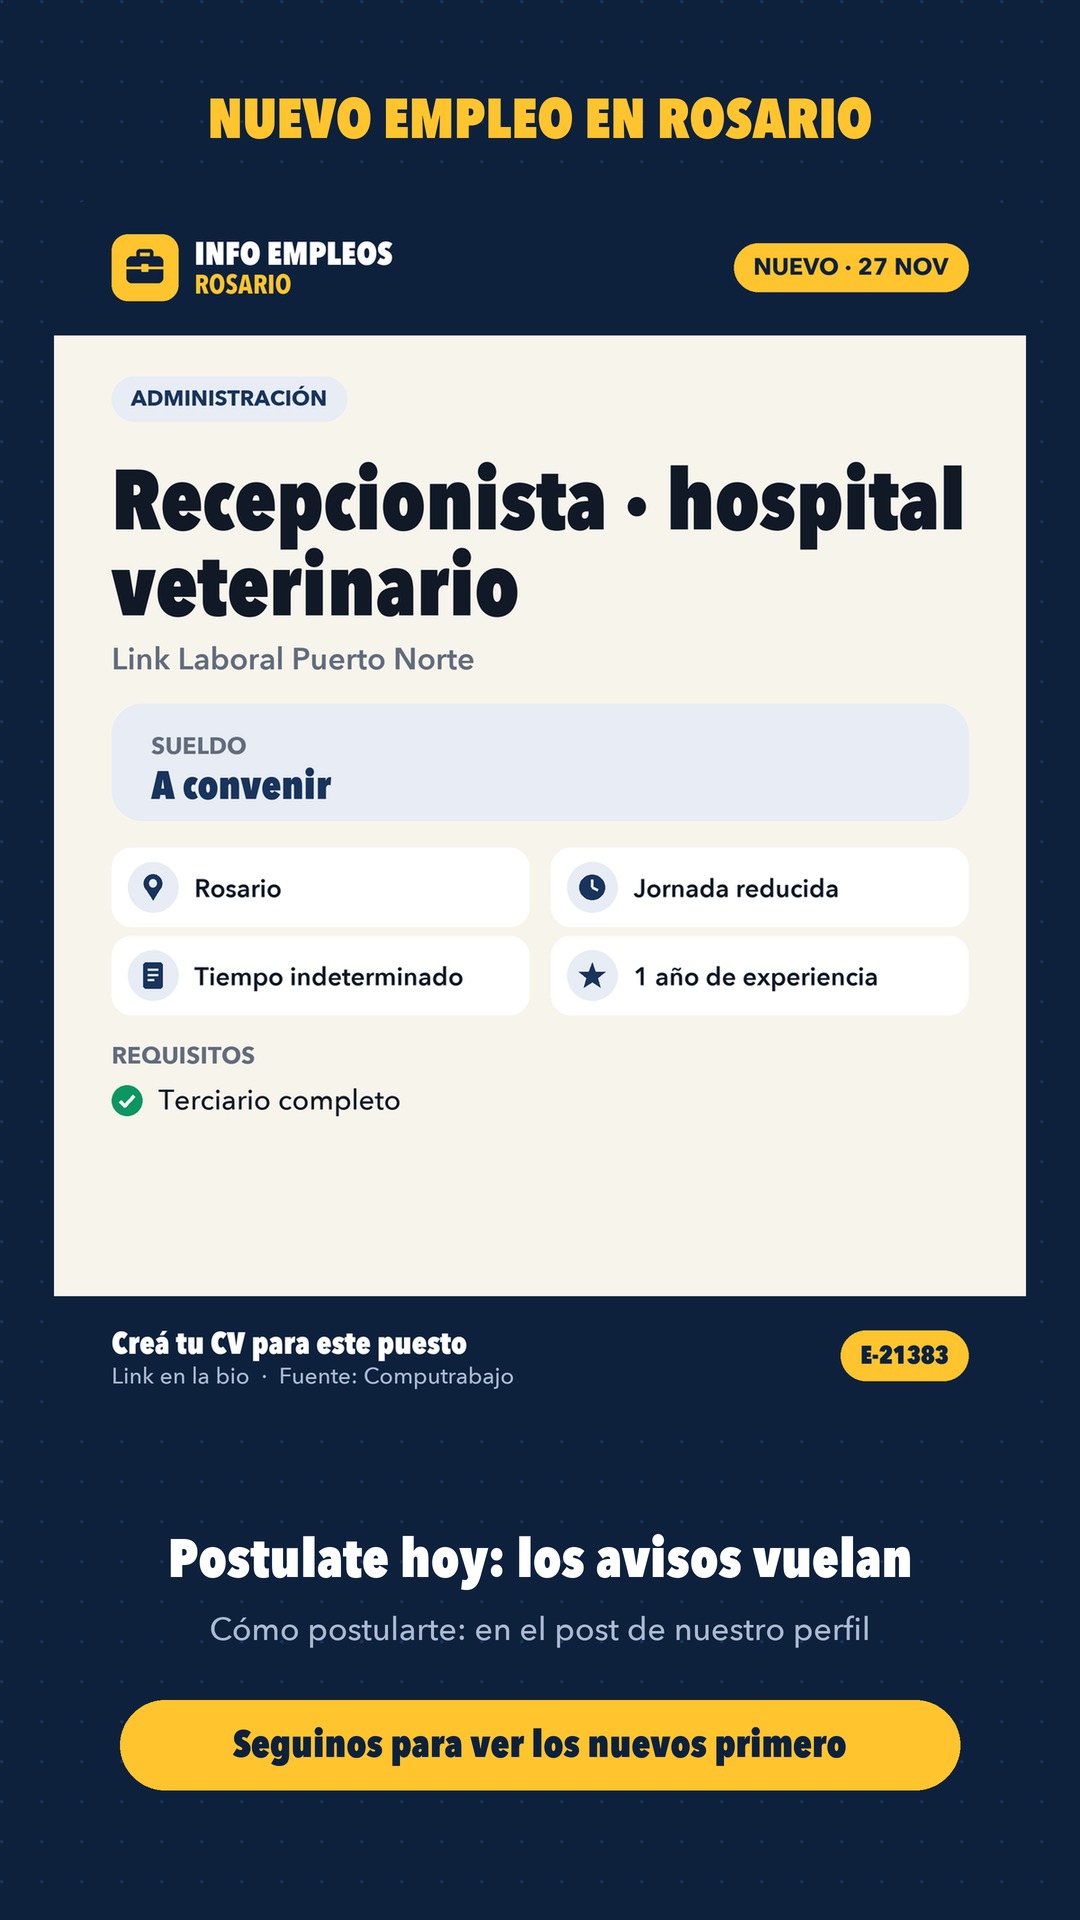 NUEVO EMPLEO EN ROSARIO
INFO EMPLEOS
ROSARIO
NUEVO · 27 NOV
ADMINISTRACIÓN
Recepcionista · hospital
veterinario
Link Laboral Puerto Norte
SUELDO
A convenir
Rosario
Jornada reducida
Tiempo indeterminado
1 año de experiencia
REQUISITOS
Terciario completo
Creá tu CV para este puesto
Link en la bio · Fuente: Computrabajo
E-21383
Postulate hoy: los avisos vuelan
Cómo postularte: en el post de nuestro perfil
Seguinos para ver los nuevos primero